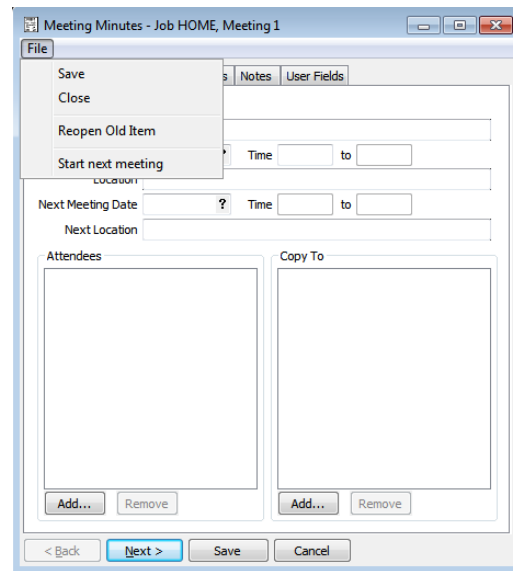 Meeting Minutes - Job HOME, Meeting 1
File
Save
Close
Reopen Old Item
Start next meeting
s Notes User Fields
? Time to
Location
Next Meeting Date ? Time to
Next Location
Attendees Copy To
Add... Remove Add... Remove
< Back Next > Save Cancel